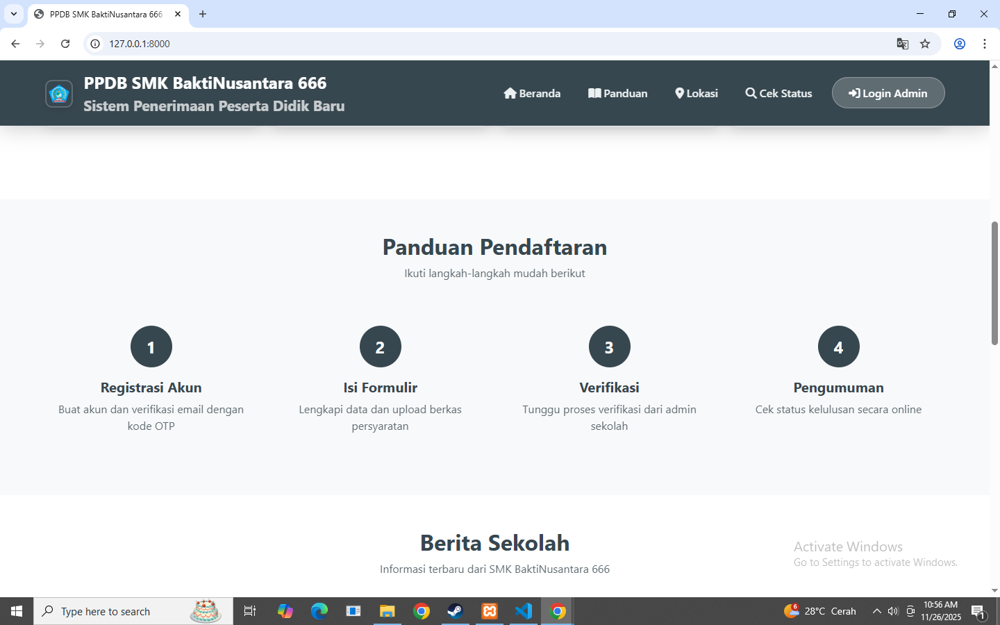 PPDB SMK BaktiNusantara 666
127.0.0.1:8000
PPDB SMK BaktiNusantara 666
Sistem Penerimaan Peserta Didik Baru
Beranda
Panduan
Lokasi
Cek Status
Login Admin
Panduan Pendaftaran
Ikuti langkah-langkah mudah berikut
1
2
3
4
Registrasi Akun
Isi Formulir
Verifikasi
Pengumuman
Buat akun dan verifikasi email dengan
kode OTP
Lengkapi data dan upload berkas
persyaratan
Tunggu proses verifikasi dari admin
sekolah
Cek status kelulusan secara online
Berita Sekolah
Informasi terbaru dari SMK BaktiNusantara 666
Activate Windows
Go to Settings to activate Windows.
Type here to search
6
28°C Cerah
10:56 AM
11/26/2025
1